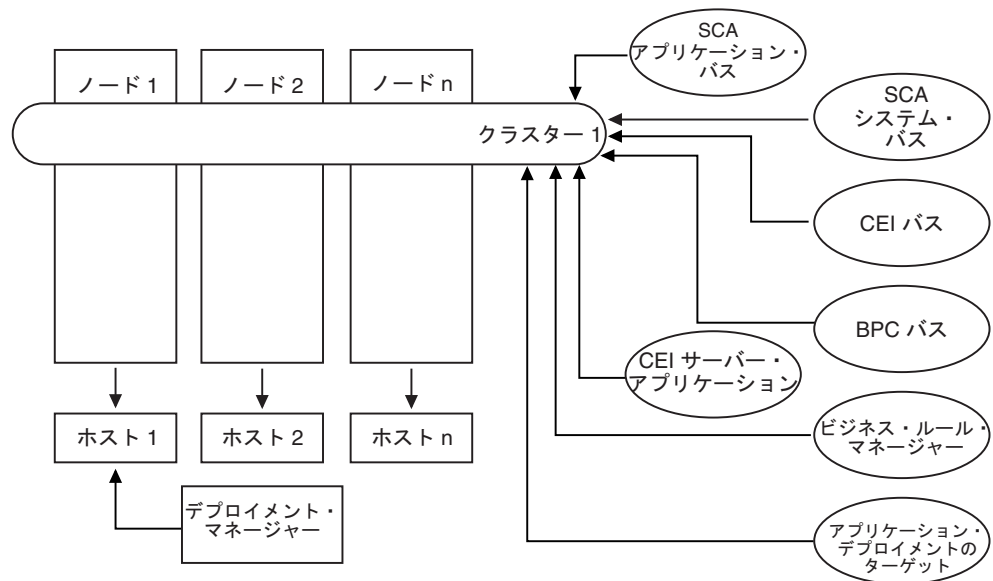 ノード 1
ノード 2
ノード n
クラスター 1
SCA
アプリケーション・
バス
SCA
システム・
バス
CEI バス
BPC バス
CEI サーバー・
アプリケーション
ビジネス・ルール・
マネージャー
アプリケーション・
デプロイメントの
ターゲット
ホスト 1
ホスト 2
ホスト n
デプロイメント・
マネージャー